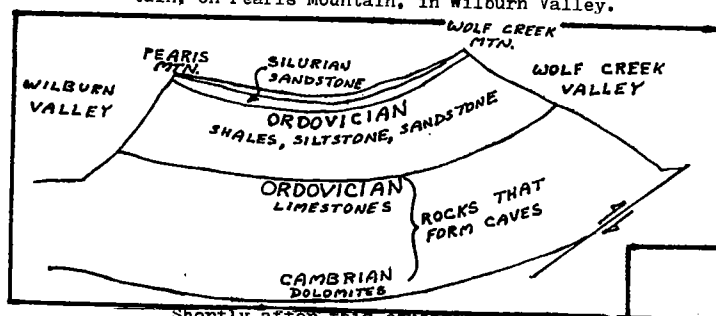 tain, on Pearis Mountain. In Wilburn Valley.
WOLF CREEK
MTN.
PEARIS
MTN.
SILURIAN
SANDSTONE
WILBURN
VALLEY
WOLF CREEK
VALLEY
ORDOVICIAN
SHALES, SILTSTONE, SANDSTONE
ORDOVICIAN
LIMESTONES
ROCKS THAT
FORM CAVES
CAMBRIAN
DOLOMITES
Shortly after this